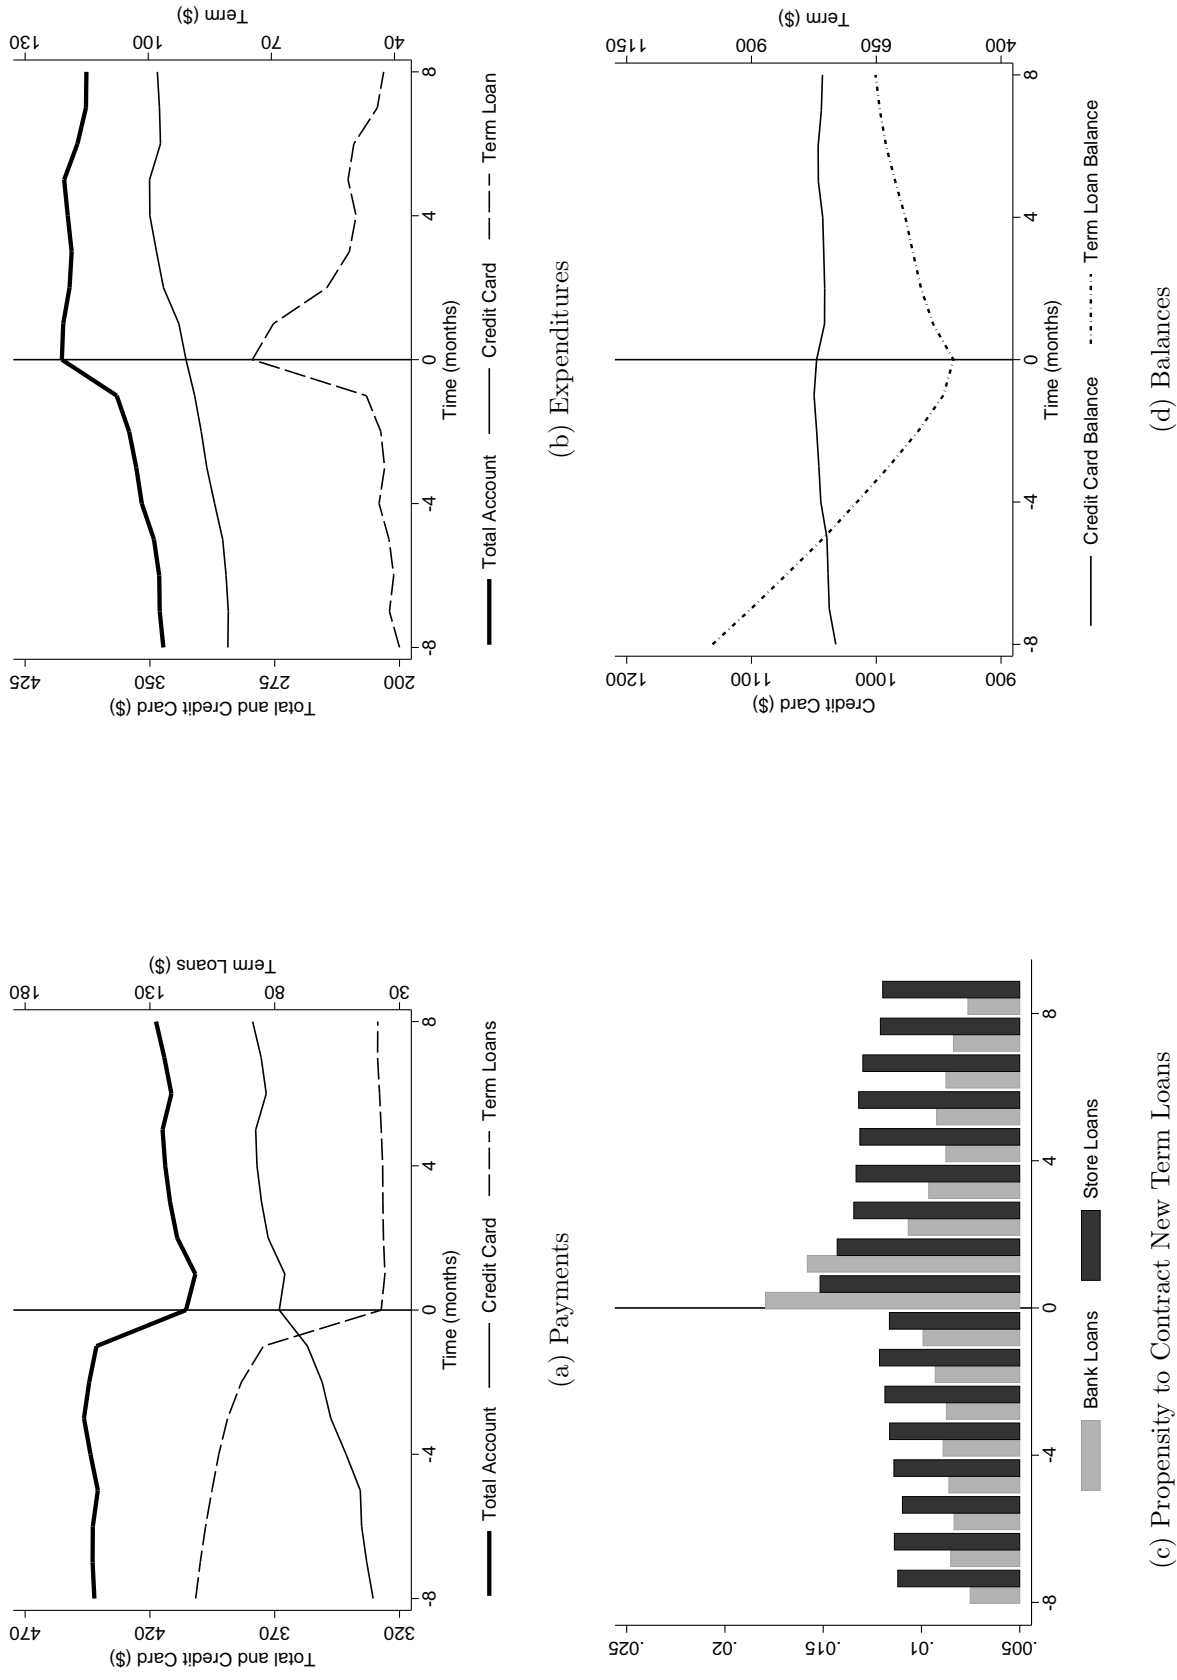 Total and Credit Card ($)
470
420
370
320
Term Loans ($)
180
130
80
30
-8
-4
0
4
8
Time (months)
Total Account
Credit Card
Term Loans
(a) Payments
Total and Credit Card ($)
425
350
275
200
Term ($)
130
100
70
40
-8
-4
0
4
8
Time (months)
Total Account
Credit Card
Term Loan
(b) Expenditures
.025
.02
.015
.01
.005
-8
-4
0
4
8
Bank Loans
Store Loans
(c) Propensity to Contract New Term Loans
Credit Card ($)
1200
1100
1000
900
Term ($)
1150
900
650
400
-8
-4
0
4
8
Time (months)
Credit Card Balance
Term Loan Balance
(d) Balances